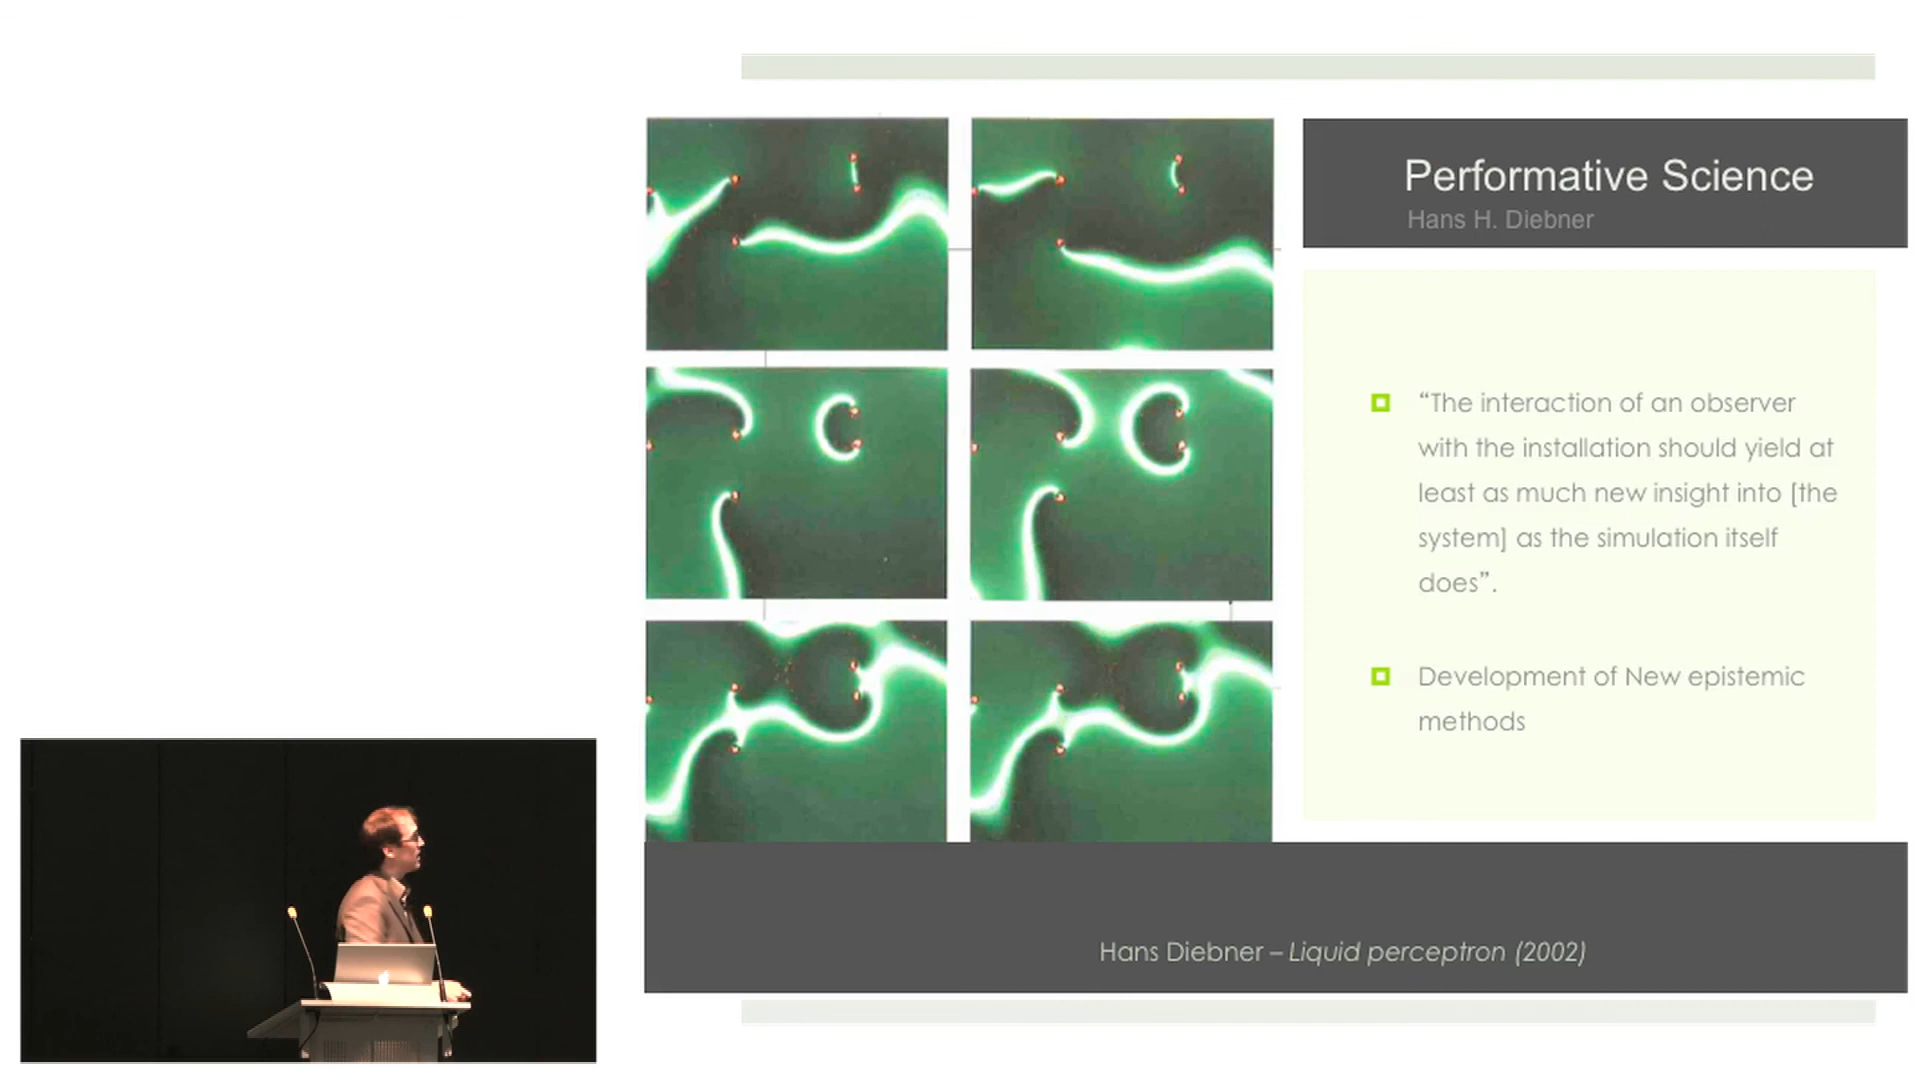 Performative Science
Hans H. Diebner
“The interaction of an observer
with the installation should yield at
least as much new insight into [the
system] as the simulation itself
does”.
Development of New epistemic
methods
Hans Diebner – Liquid perceptron (2002)